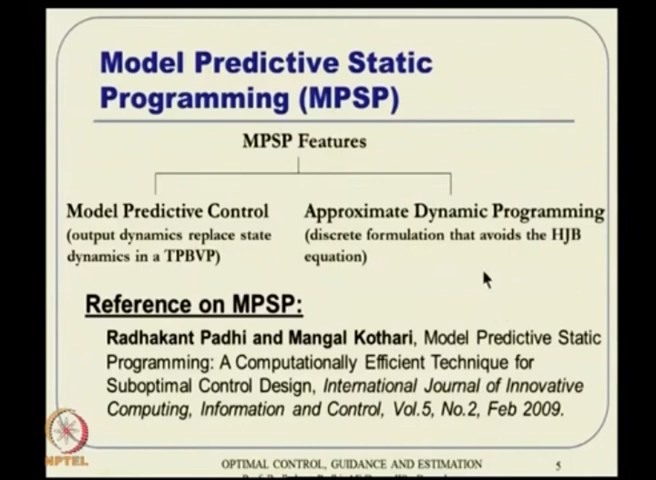 Model Predictive Static
Programming (MPSP)
MPSP Features
Model Predictive Control
(output dynamics replace state
dynamics in a TPBVP)
Approximate Dynamic Programming
(discrete formulation that avoids the HJB
equation)
Reference on MPSP:
Radhakant Padhi and Mangal Kothari, Model Predictive Static
Programming: A Computationally Efficient Technique for
Suboptimal Control Design, International Journal of Innovative
Computing, Information and Control, Vol.5, No.2, Feb 2009.
NPTEL
OPTIMAL CONTROL, GUIDANCE AND ESTIMATION
5